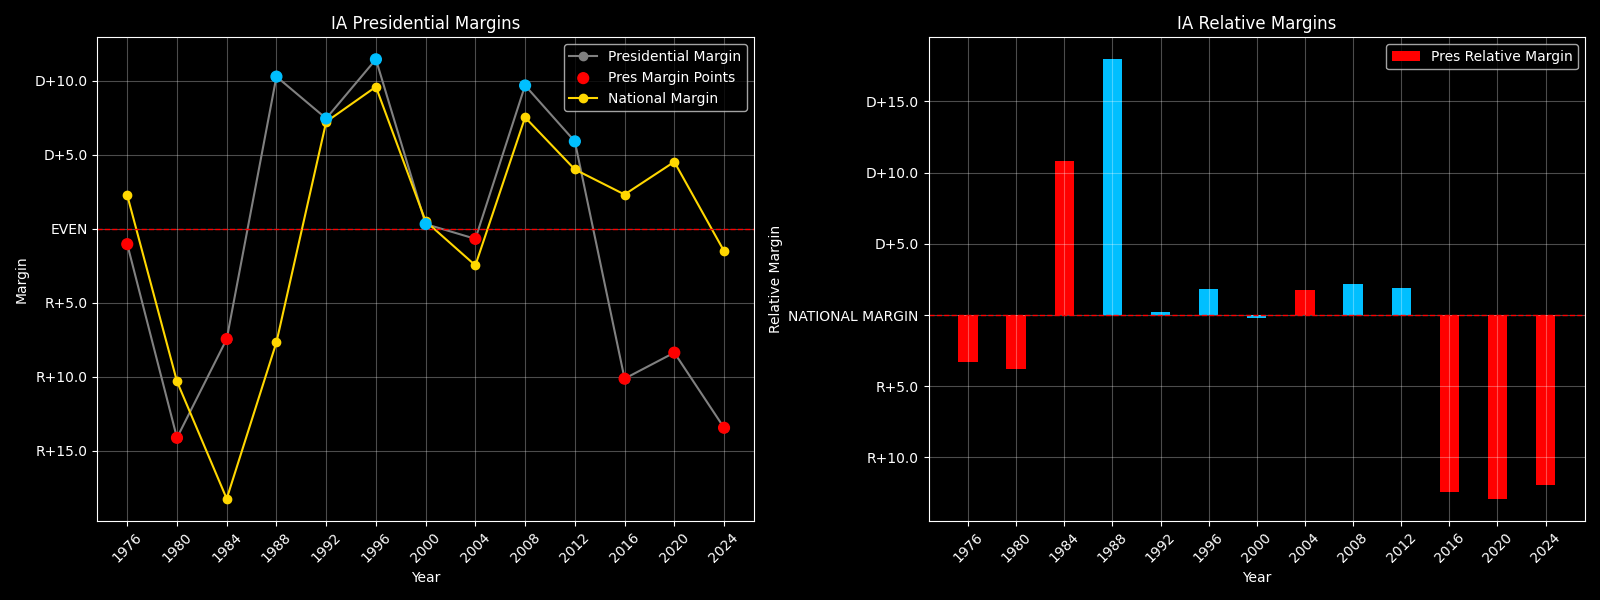 IA Presidential Margins
Presidential Margin
Pres Margin Points
National Margin
D+10.0
D+5.0
EVEN
R+5.0
R+10.0
R+15.0
Margin
1976
1980
1984
1988
1992
1996
2000
2004
2008
2012
2016
2020
2024
Year
IA Relative Margins
Pres Relative Margin
D+15.0
D+10.0
D+5.0
NATIONAL MARGIN
R+5.0
R+10.0
Relative Margin
1976
1980
1984
1988
1992
1996
2000
2004
2008
2012
2016
2020
2024
Year